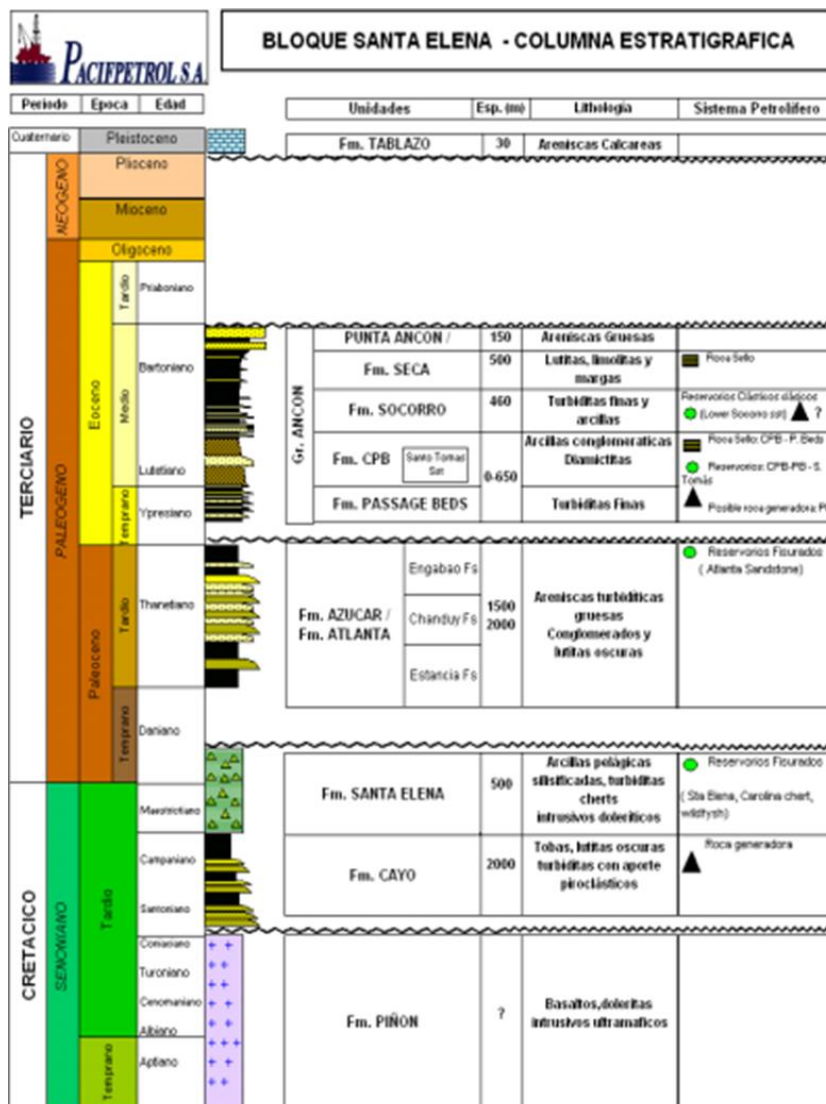 PACIFPETROL S.A.
BLOQUE SANTA ELENA - COLUMNA ESTRATIGRAFICA
Periodo Epoca Edad
Unidades Esp. (m) Lithología Sistema Petrolífero
Cuaternario Pleistoceno
Fm. TABLAZO 30 Areniscas Calcareas
TERCIARIO
NEOGENO
Plioceno
Mioceno
PALEOGENO
Oligoceno
Eoceno
Tardío
Priaboniano
Medio
Bartoniano
Lutetiano
Temprano
Ypresiano
Gr. ANCON
PUNTA ANCON / 150 Areniscas Gruesas
Fm. SECA 500 Lutitas, limolitas y
margas
Roca Sello
Fm. SOCORRO 460 Turbiditas finas y
arcillas
Reservorios Clásticos clásicos
(Lower Socorro sst) ?
Fm. CPB Santo Tomas
Sst
0-650
Arcillas conglomeraticas
Diamictitas
Roca Sello: CPB - P. Beds
Reservorios: CPB-PB - S.
Tomás
Fm. PASSAGE BEDS Turbiditas Finas
Posible roca generadora: P
Paleoceno
Tardío
Thanetiano
Temprano
Daniano
Fm. AZUCAR /
Fm. ATLANTA
Engabao Fs
Chanduy Fs
Estancia Fs
1500
2000
Areniscas turbidíticas
gruesas
Conglomerados y
lutitas oscuras
Reservorios Fisurados
( Atlanta Sandstone)
CRETACICO
SENONIANO
Tardío
Maestrictiano
Campaniano
Santoniano
Coniasiano
Turoniano
Cenomaniano
Albiano
Temprano
Aptiano
Fm. SANTA ELENA 500
Arcillas pelágicas
silisificadas, turbiditas
cherts
intrusivos doleríticos
Reservorios Fisurados
( Sta Elena, Carolina chert,
wildflysh)
Fm. CAYO 2000
Tobas, lutitas oscuras
turbiditas con aporte
piroclásticos
Roca generadora
Fm. PIÑON ?
Basaltos,doleritas
intrusivos ultramaficos